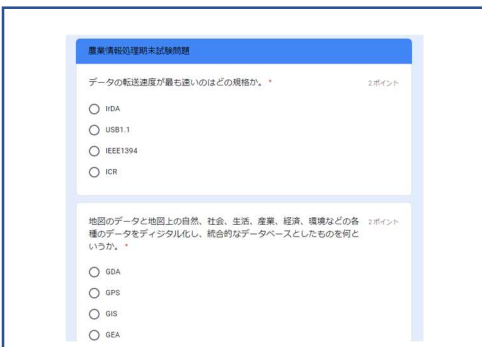 農業情報処理期末試験問題
データの転送速度が最も速いのはどの規格か。 *
2 ポイント
IrDA
USB1.1
IEEE1394
ICR
地図のデータと地図上の自然、社会、生活、産業、経済、環境などの各
2 ポイント
種のデータをディジタル化し、統合的なデータベースとしたものを何と
いうか。 *
GDA
GPS
GIS
GEA